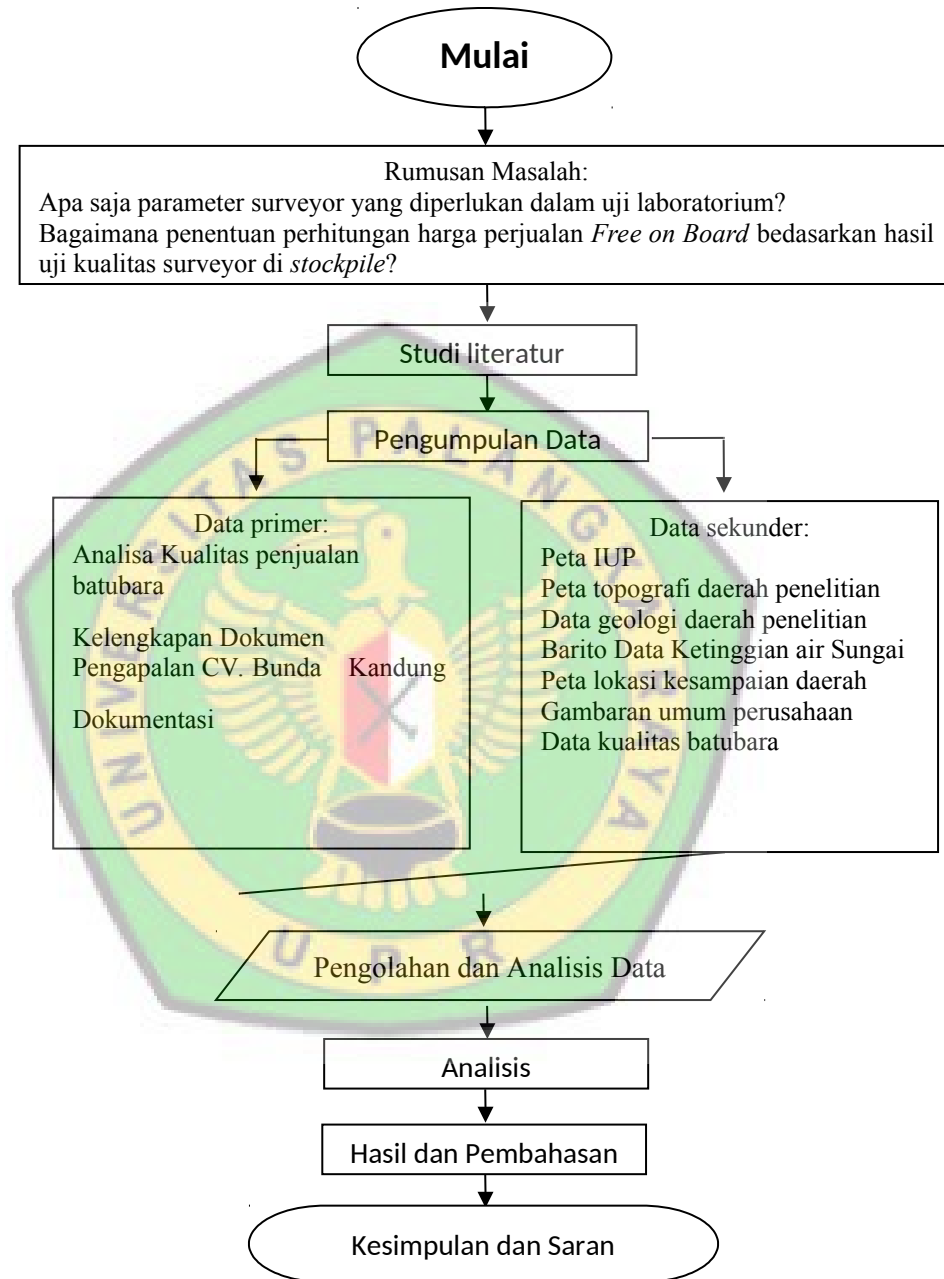 Mulai
Rumusan Masalah:
Apa saja parameter surveyor yang diperlukan dalam uji laboratorium?
Bagaimana penentuan perhitungan harga perjualan Free on Board bedasarkan hasil
uji kualitas surveyor di stockpile?
Studi literatur
Pengumpulan Data
Data primer:
Analisa Kualitas penjualan
batubara
Kelengkapan Dokumen
Pengapalan CV. Bunda Kandung
Dokumentasi
Data sekunder:
Peta IUP
Peta topografi daerah penelitian
Data geologi daerah penelitian
Barito Data Ketinggian air Sungai
Peta lokasi kesampaian daerah
Gambaran umum perusahaan
Data kualitas batubara
Pengolahan dan Analisis Data
Analisis
Hasil dan Pembahasan
Kesimpulan dan Saran
UNIVERSITAS PALANGKA RAYA
UPR